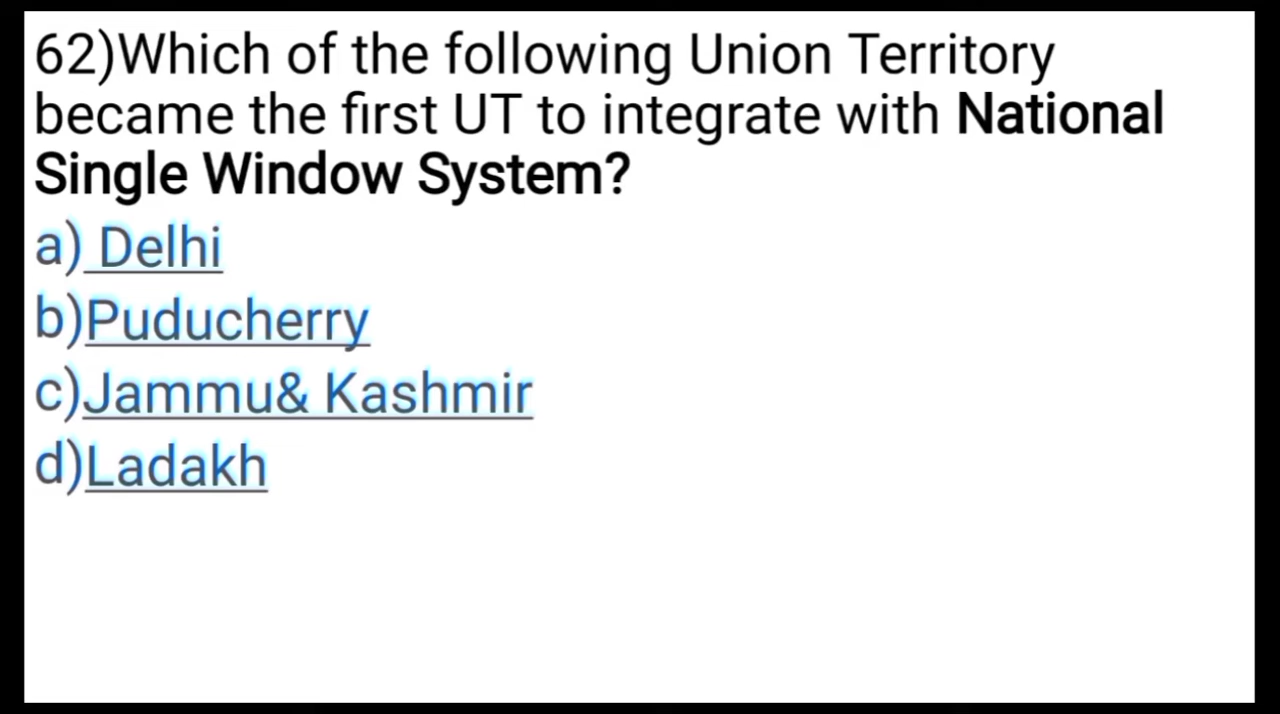 62)Which of the following Union Territory
became the first UT to integrate with National
Single Window System?
a) Delhi
b)Puducherry
c)Jammu& Kashmir
d)Ladakh